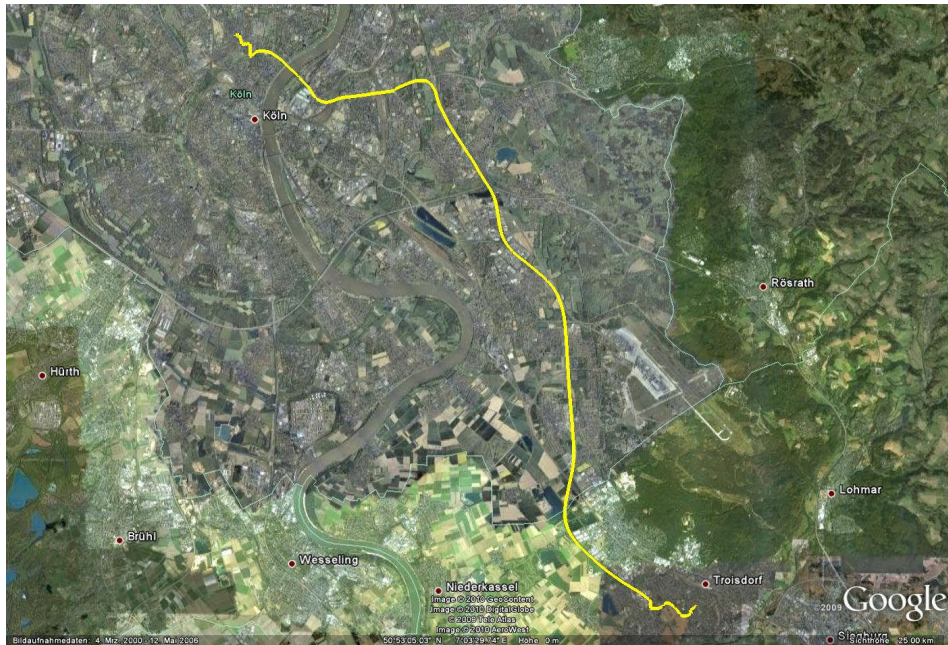 Köln
Köln
Rösrath
Hürth
Lohmar
Brühl
Wesseling
Troisdorf
Niederkassel
Image © 2010 GeoContent
Image © 2010 DigitalGlobe
© 2009 Tele Atlas
Image © 2010 AeroWest
©2009 Google
Siegburg
Bildaufnahmedaten: 4. Mrz. 2000 - 12. Mai 2006 50°53'05.03" N 7°03'29.74" E Höhe 0 m Sichthöhe 25.00 km